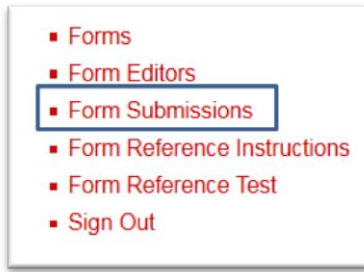 Forms
Form Editors
Form Submissions
Form Reference Instructions
Form Reference Test
Sign Out